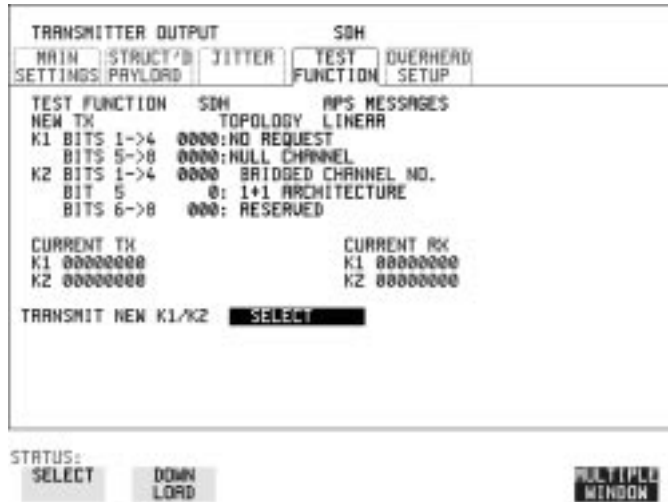 TRANSMITTER OUTPUT SDH
MAIN SETTINGS
STRUCT'D PAYLOAD
JITTER
TEST FUNCTION
OVERHEAD SETUP
TEST FUNCTION SDH APS MESSAGES
NEW TX TOPOLOGY LINEAR
K1 BITS 1->4 0000:NO REQUEST
BITS 5->8 0000:NULL CHANNEL
K2 BITS 1->4 0000 BRIDGED CHANNEL NO.
BIT 5 0: 1+1 ARCHITECTURE
BITS 6->8 000: RESERVED
CURRENT TX CURRENT RX
K1 00000000 K1 00000000
K2 00000000 K2 00000000
TRANSMIT NEW K1/K2 SELECT
STATUS:
SELECT
DOWN LOAD
MULTIPLE WINDOW